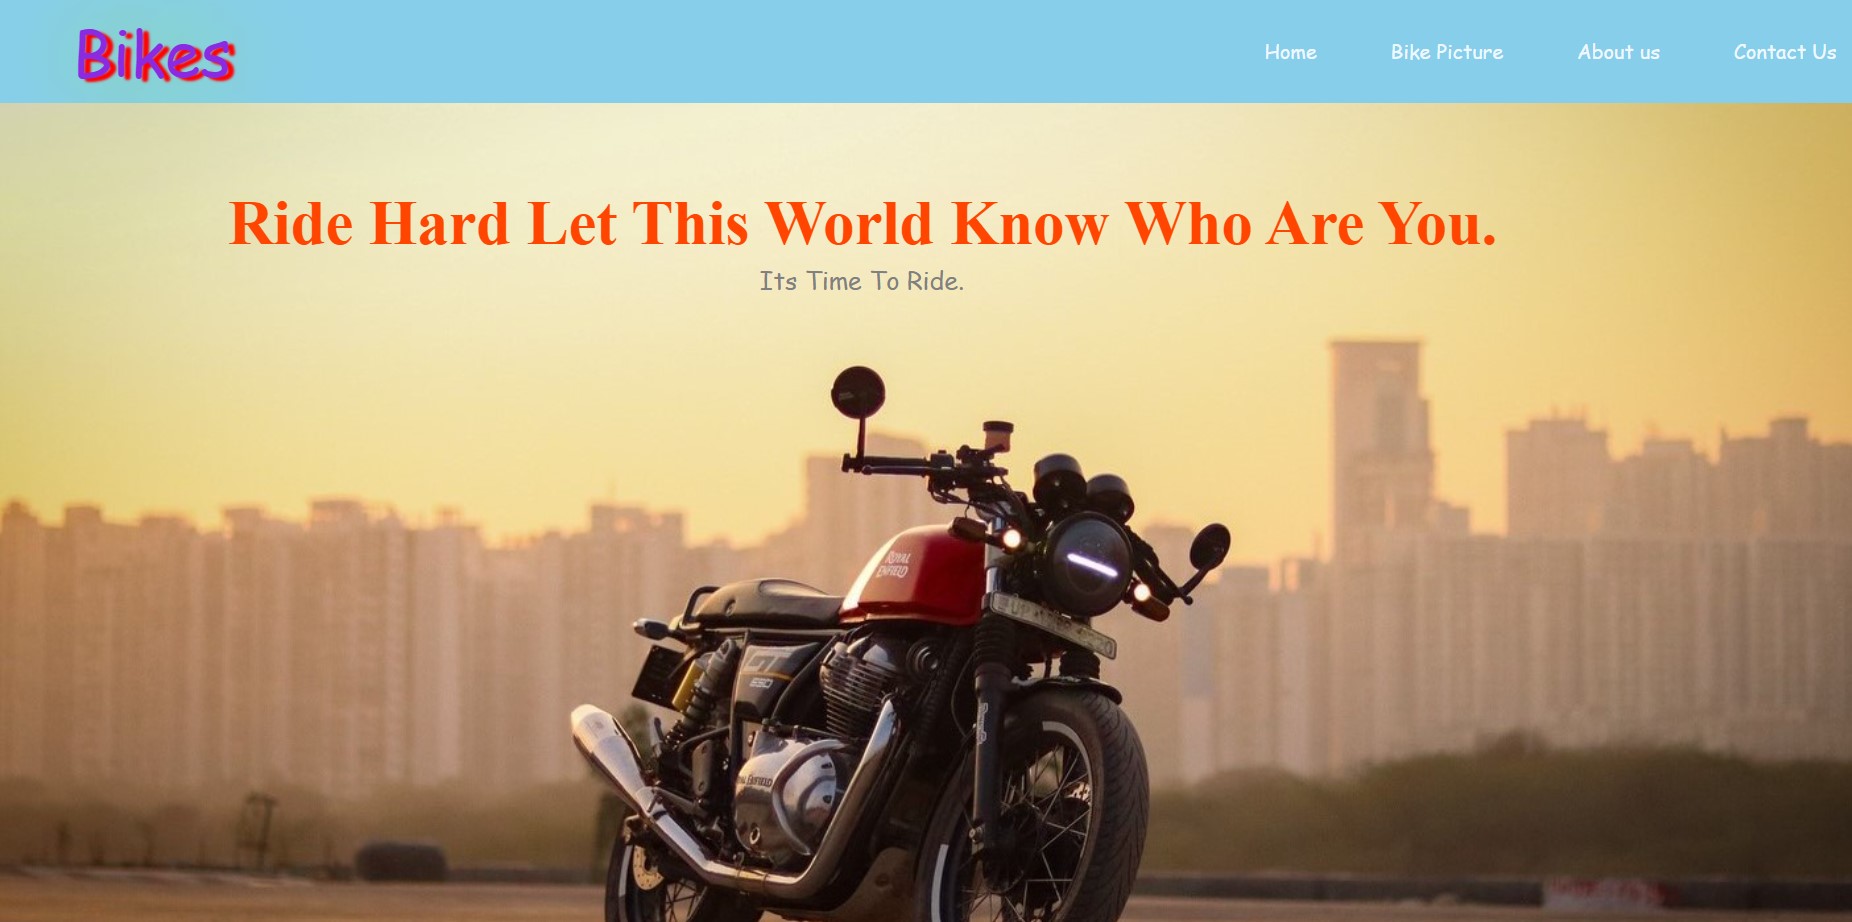 Bikes
Home
Bike Picture
About us
Contact Us
Ride Hard Let This World Know Who Are You.
Its Time To Ride.
ROYAL
ENFIELD
GT
650